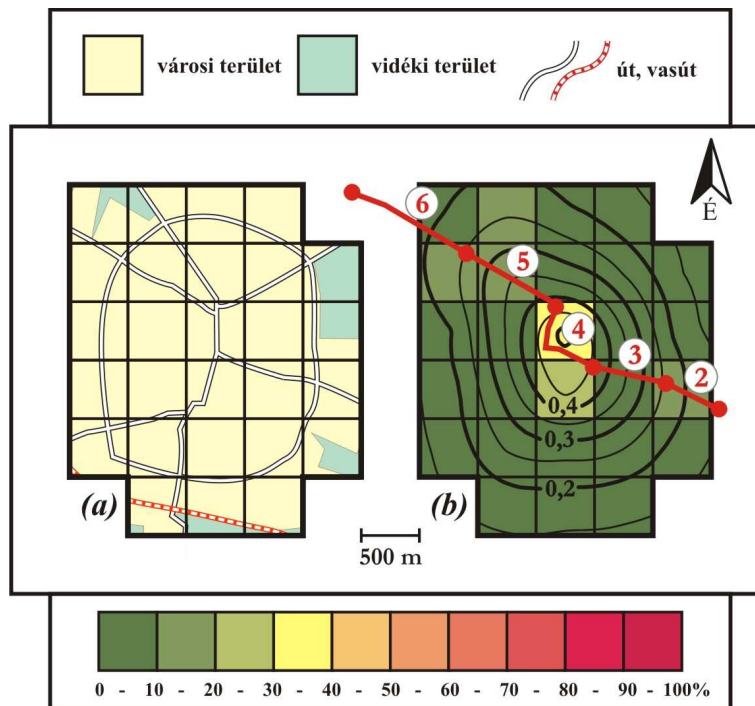 városi terület
vidéki terület
út, vasút
É
6
5
4
3
2
0,4
0,3
0,2
(a)
(b)
500 m
0 - 10 - 20 - 30 - 40 - 50 - 60 - 70 - 80 - 90 - 100%